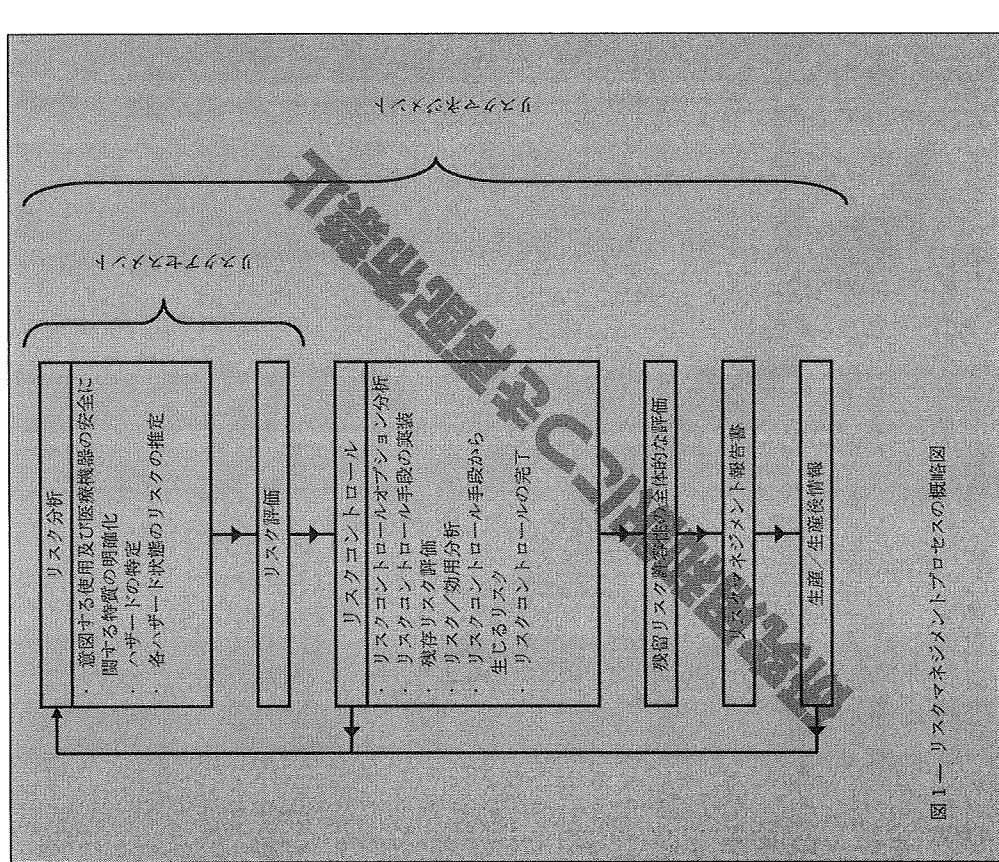 リスク分析
・ 意図する使用及び医療機器の安全に
関する特質の明確化
・ ハザードの特定
・ 各ハザード状態のリスクの推定
リスク評価
リスクコントロール
・ リスクコントロールオプション分析
・ リスクコントロール手段の実装
・ 残存リスク評価
・ リスク／効用分析
・ リスクコントロール手段から
生じるリスク
・ リスクコントロールの完了
残留リスク許容性の全体的な評価
リスクマネジメント報告書
生産／生産後情報
リスクアセスメント
リスクマネジメント
図 1 ― リスクマネジメントプロセスの概略図